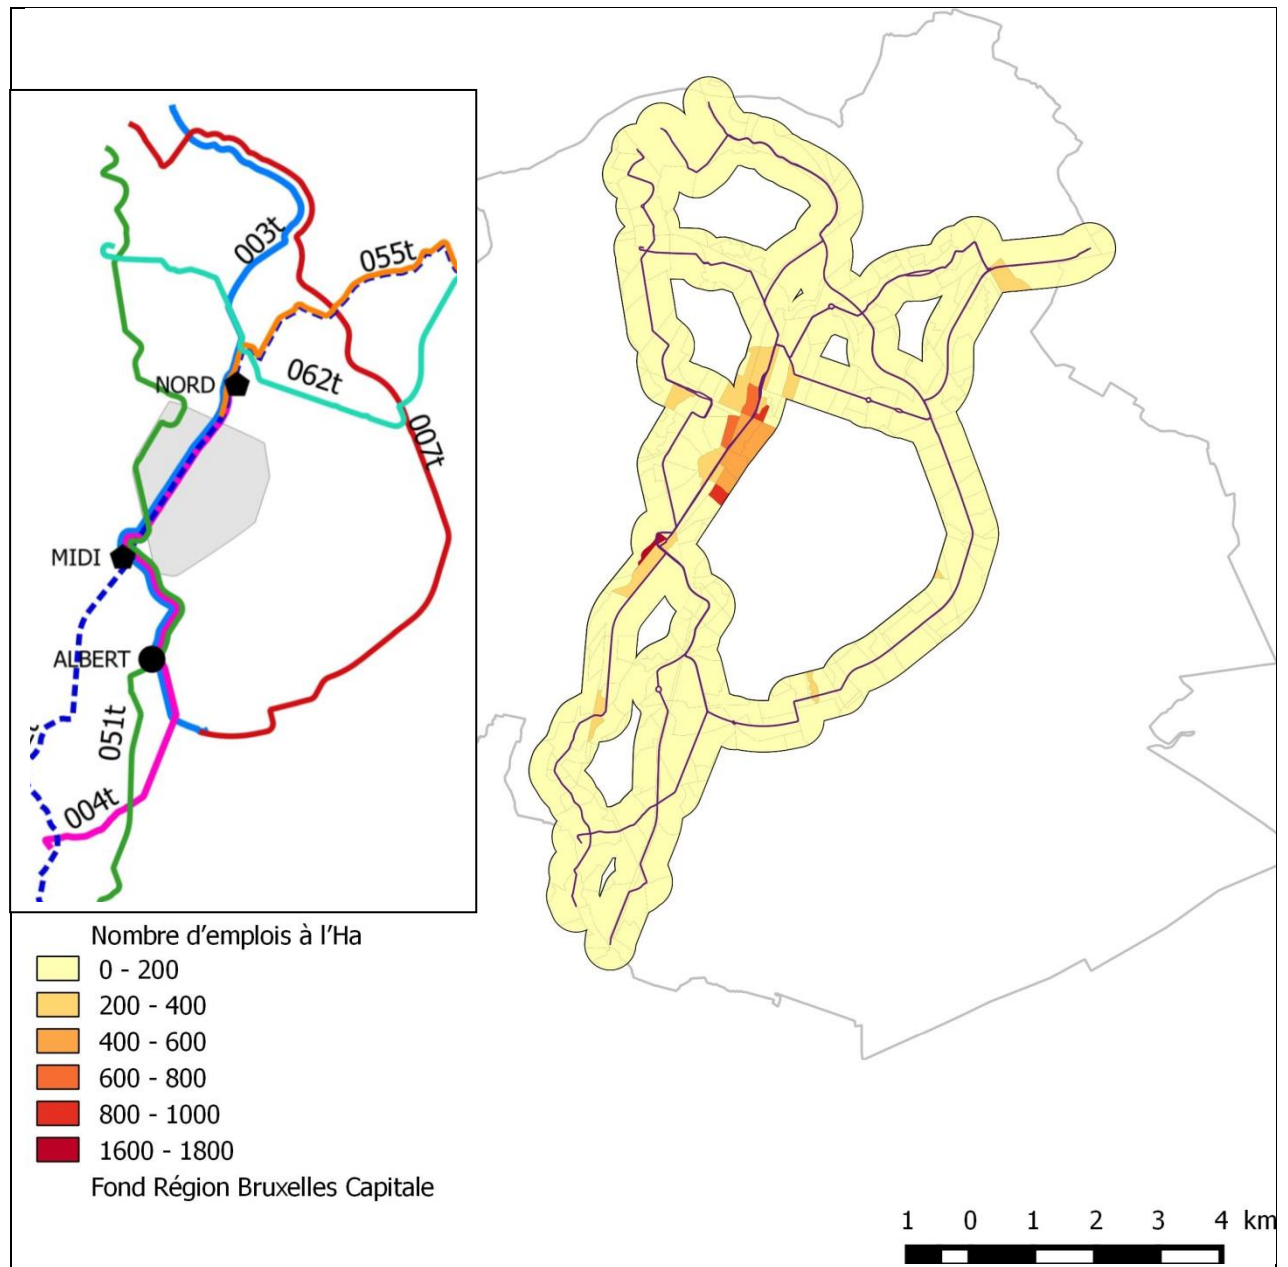 003t
055t
NORD
062t
007t
MIDI
ALBERT
051t
004t
Nombre d'emplois à l'Ha
0 - 200
200 - 400
400 - 600
600 - 800
800 - 1000
1600 - 1800
Fond Région Bruxelles Capitale
1 0 1 2 3 4 km